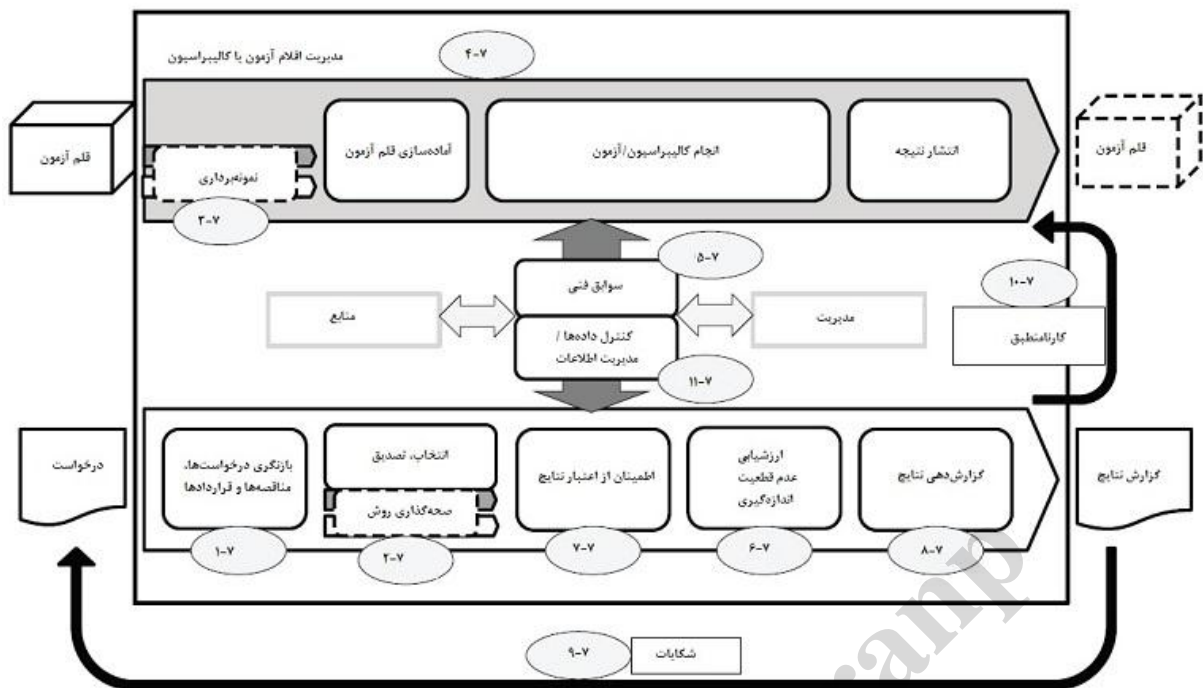 مدیریت اقلام آزمون یا کالیبراسیون
۷-۴
قلم آزمون
نمونه‌برداری
۷-۳
آماده‌سازی قلم آزمون
انجام کالیبراسیون/آزمون
انتشار نتیجه
قلم آزمون
۷-۵
سوابق فنی
منابع
مدیریت
کنترل داده‌ها /
مدیریت اطلاعات
۷-۱۱
۷-۱۰
کارنامنطبق
درخواست
بازنگری درخواست‌ها،
مناقصه‌ها و قراردادها
۷-۱
انتخاب، تصدیق
صحه‌گذاری روش
۷-۲
اطمینان از اعتبار نتایج
۷-۷
ارزشیابی
عدم قطعیت
اندازه‌گیری
۷-۶
گزارش‌دهی نتایج
۷-۸
گزارش نتایج
شکایات
۷-۹